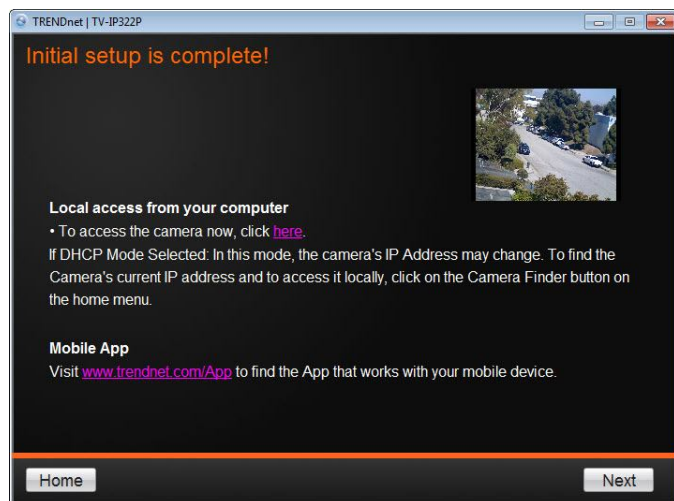 TRENDnet | TV-IP322P
Initial setup is complete!
Local access from your computer
• To access the camera now, click here.
If DHCP Mode Selected: In this mode, the camera's IP Address may change. To find the
Camera's current IP address and to access it locally, click on the Camera Finder button on
the home menu.
Mobile App
Visit www.trendnet.com/App to find the App that works with your mobile device.
Home
Next